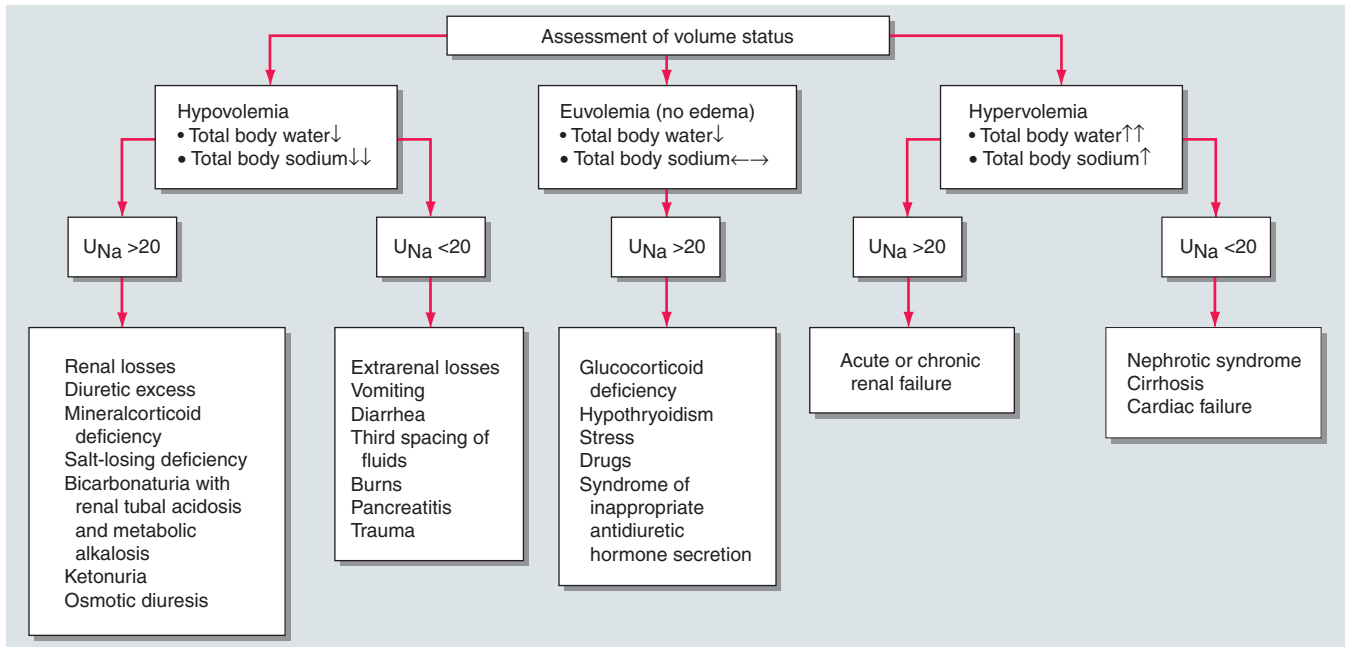 Assessment of volume status
Hypovolemia
• Total body water↓
• Total body sodium↓↓
Euvolemia (no edema)
• Total body water↓
• Total body sodium←→
Hypervolemia
• Total body water↑↑
• Total body sodium↑
UNa >20
UNa <20
UNa >20
UNa >20
UNa <20
Renal losses
Diuretic excess
Mineralcorticoid
deficiency
Salt-losing deficiency
Bicarbonaturia with
renal tubal acidosis
and metabolic
alkalosis
Ketonuria
Osmotic diuresis
Extrarenal losses
Vomiting
Diarrhea
Third spacing of
fluids
Burns
Pancreatitis
Trauma
Glucocorticoid
deficiency
Hypothryoidism
Stress
Drugs
Syndrome of
inappropriate
antidiuretic
hormone secretion
Acute or chronic
renal failure
Nephrotic syndrome
Cirrhosis
Cardiac failure